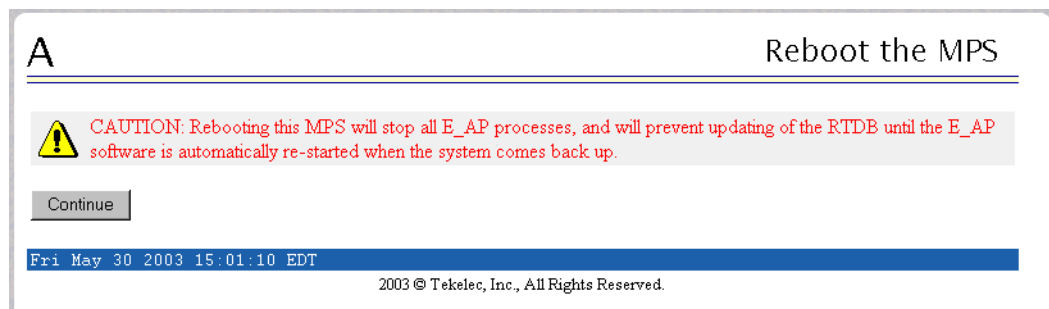 A
Reboot the MPS
CAUTION: Rebooting this MPS will stop all E_AP processes, and will prevent updating of the RTDB until the E_AP
software is automatically re-started when the system comes back up.
Continue
Fri May 30 2003 15:01:10 EDT
2003 © Tekelec, Inc., All Rights Reserved.